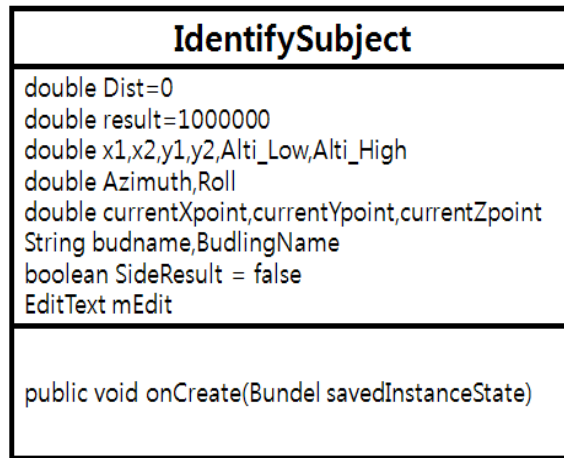 IdentifySubject
double Dist=0
double result=1000000
double x1,x2,y1,y2,Alti_Low,Alti_High
double Azimuth,Roll
double currentXpoint,currentYpoint,currentZpoint
String budname,BudlingName
boolean SideResult = false
EditText mEdit
public void onCreate(Bundel savedInstanceState)